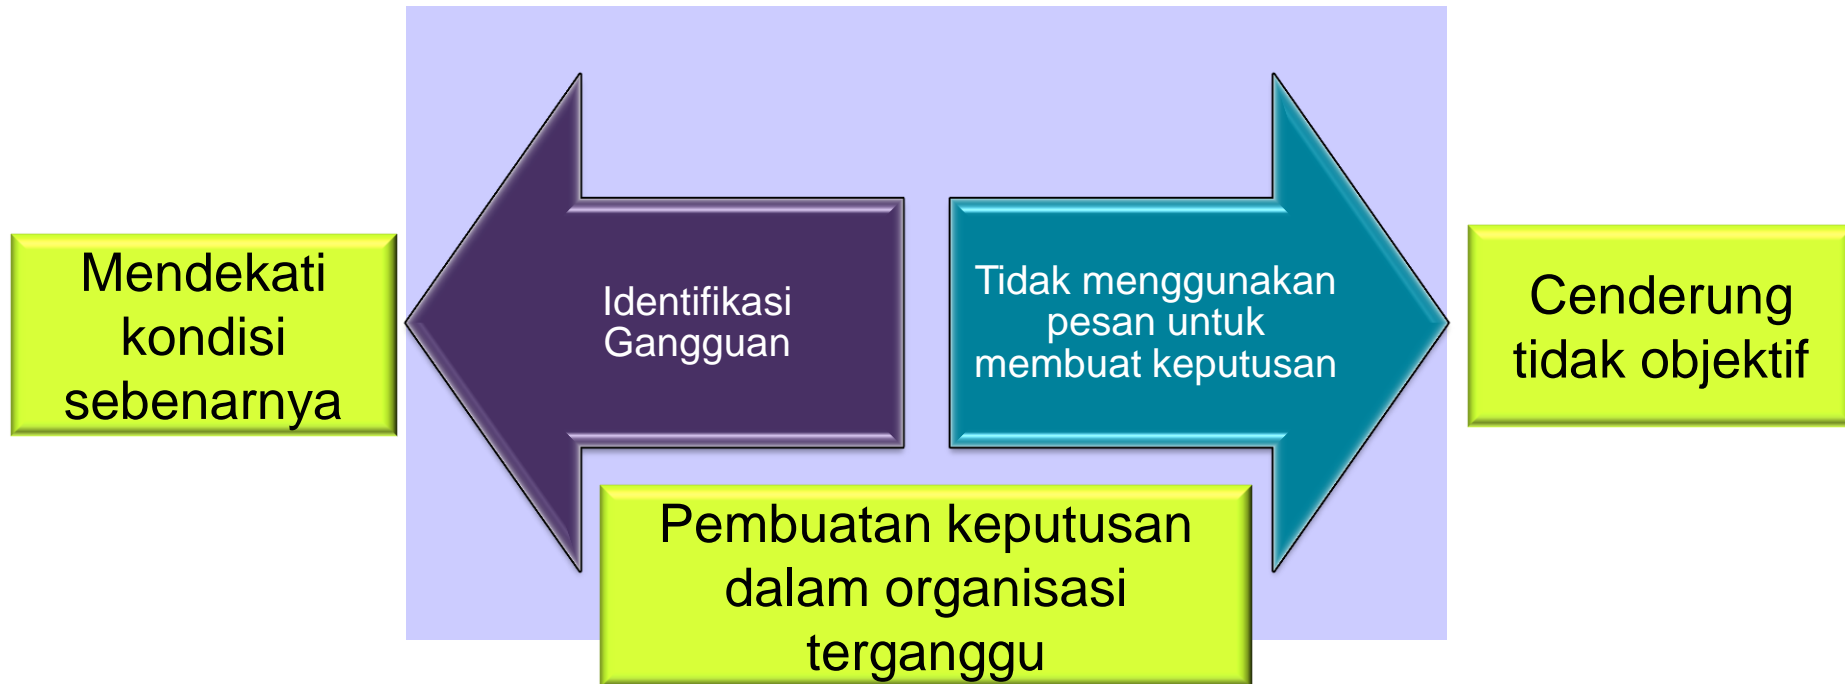 Mendekati
kondisi
sebenarnya
Identifikasi
Gangguan
Tidak menggunakan
pesan untuk
membuat keputusan
Cenderung
tidak objektif
Pembuatan keputusan
dalam organisasi
terganggu